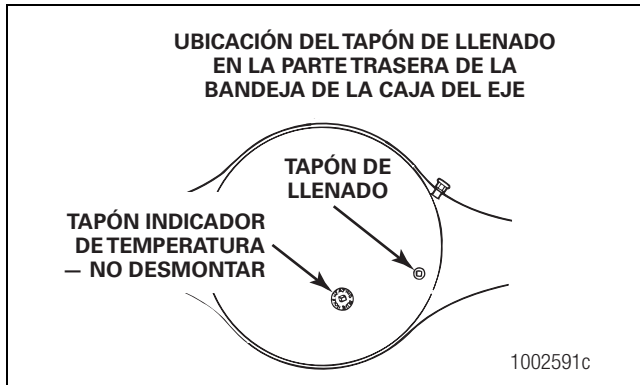 UBICACIÓN DEL TAPÓN DE LLENADO
EN LA PARTE TRASERA DE LA
BANDEJA DE LA CAJA DEL EJE
TAPÓN DE
LLENADO
TAPÓN INDICADOR
DE TEMPERATURA
— NO DESMONTAR
1002591c